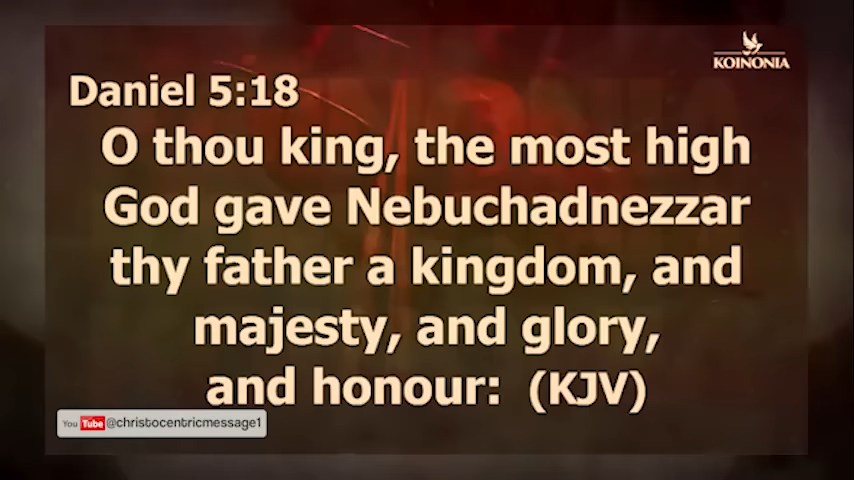 KOINONIA
Daniel 5:18
O thou king, the most high
God gave Nebuchadnezzar
thy father a kingdom, and
majesty, and glory,
and honour: (KJV)
You Tube @christocentricmessage1